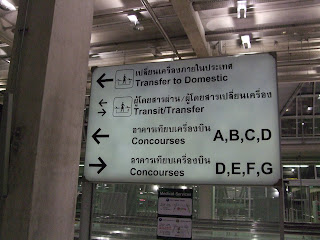 เปลี่ยนเครื่องภายในประเทศ
Transfer to Domestic
ผู้โดยสารผ่าน/ผู้โดยสารเปลี่ยนเครื่อง
Transit/Transfer
อาคารเทียบเครื่องบิน
Concourses A,B,C,D
อาคารเทียบเครื่องบิน
Concourses D,E,F,G
Medical Services